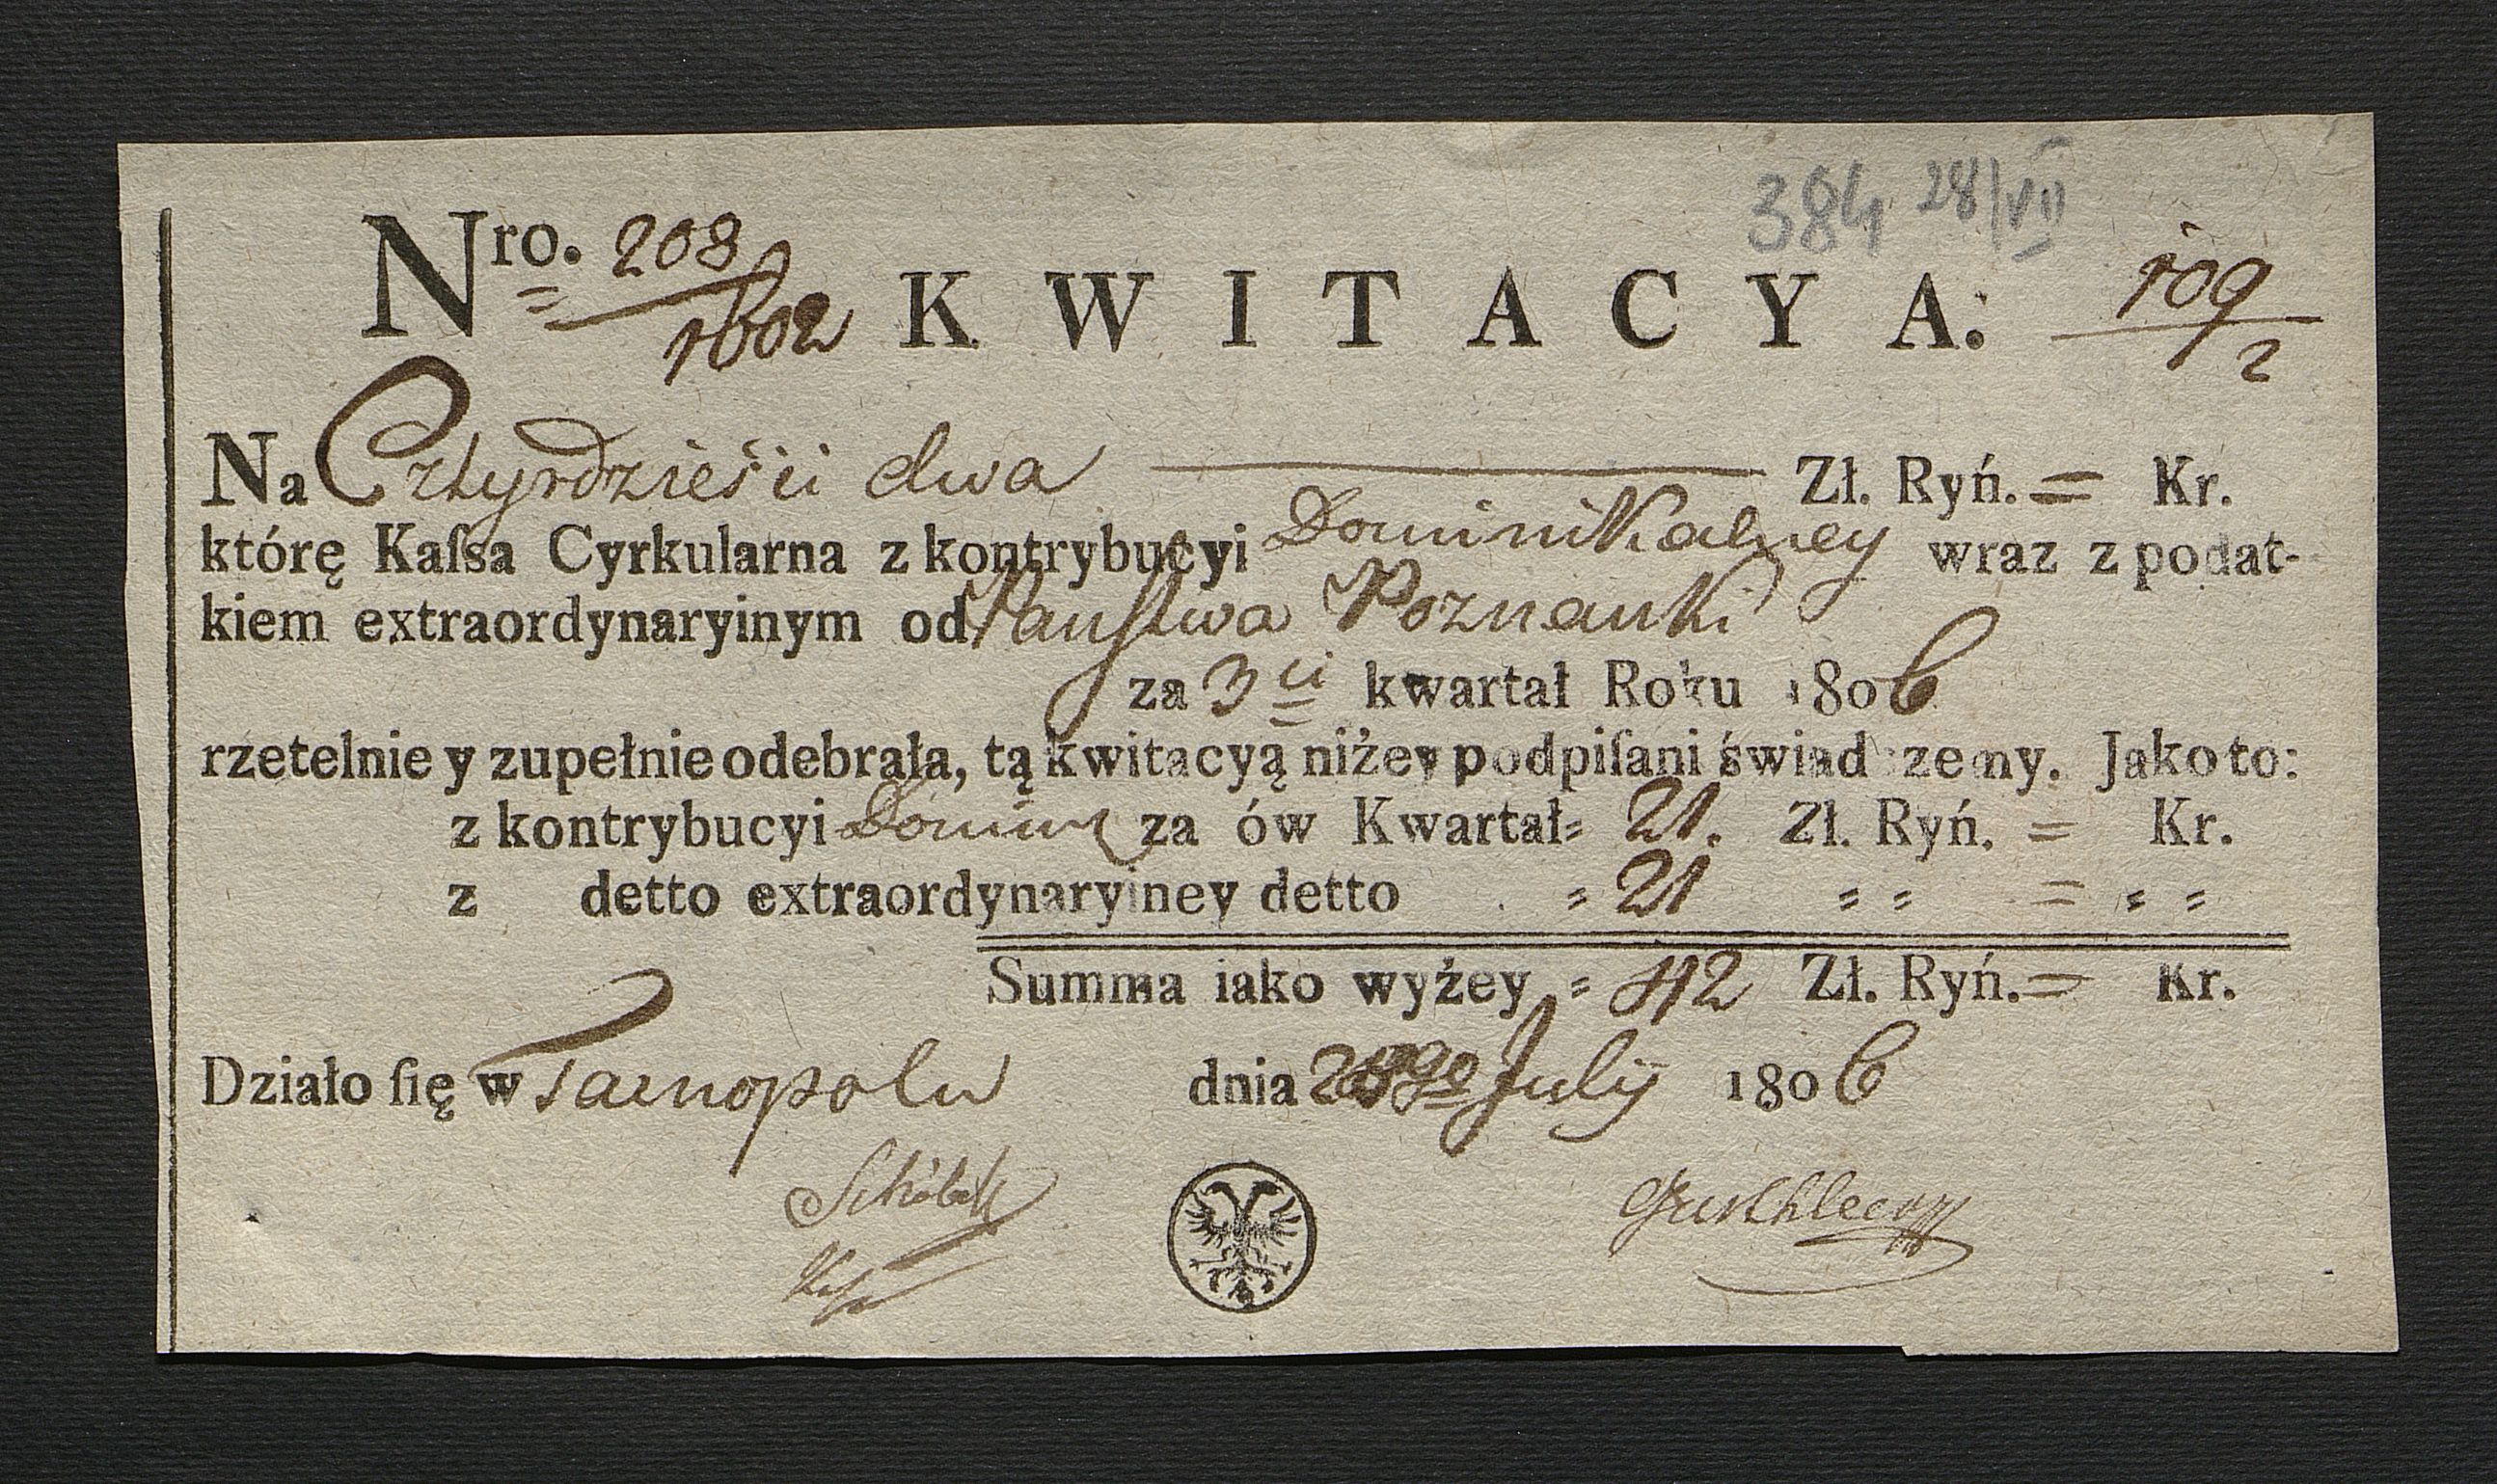 384 28/VII
Nro. 208/1602 KWITACYA: 109/2
Na Cztyrdzieści dwa Zł. Ryń. = Kr.
którę Kaſsa Cyrkularna z kontrybucyi Dominikalney wraz z podat-
kiem extraordynaryinym od Państwa Poznanki
za 3ci kwartał Roku 1806
rzetelnie y zupełnie odebrała, tą kwitacyą niżey podpiſani świadczemy. Jako to:
z kontrybucyi Domin za ów Kwartał = 21. Zł. Ryń. = Kr.
z detto extraordynaryiney detto = 21 = = = = =
Summa iako wyżey = 42 Zł. Ryń. = Kr.
Działo ſię w Tarnopolu dnia July 1806